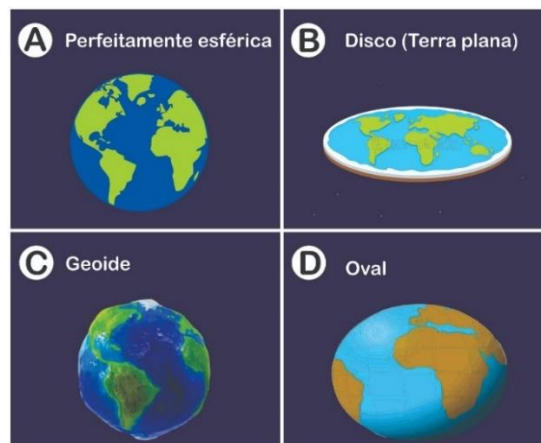 A Perfeitamente esférica
B Disco (Terra plana)
C Geoide
D Oval